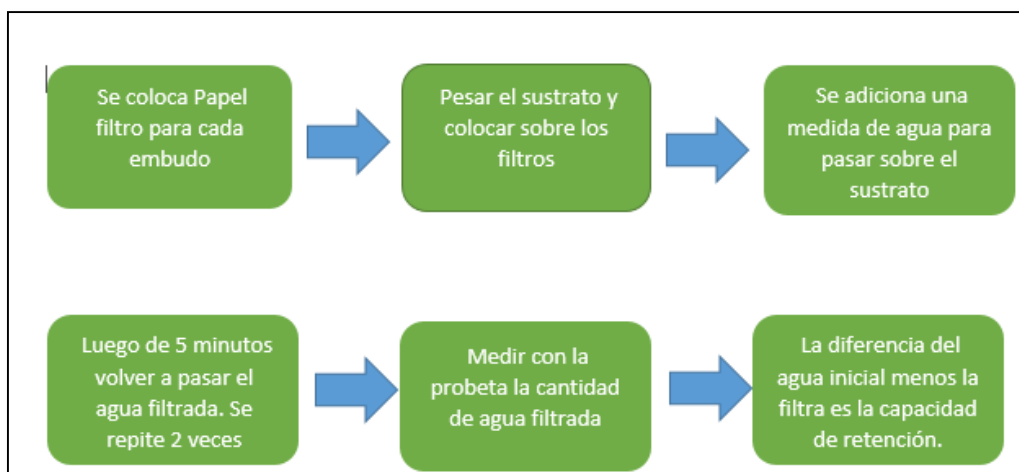 Se coloca Papel
filtro para cada
embudo
Pesar el sustrato y
colocar sobre los
filtros
Se adiciona una
medida de agua para
pasar sobre el
sustrato
Luego de 5 minutos
volver a pasar el
agua filtrada. Se
repite 2 veces
Medir con la
probeta la cantidad
de agua filtrada
La diferencia del
agua inicial menos la
filtra es la capacidad
de retención.